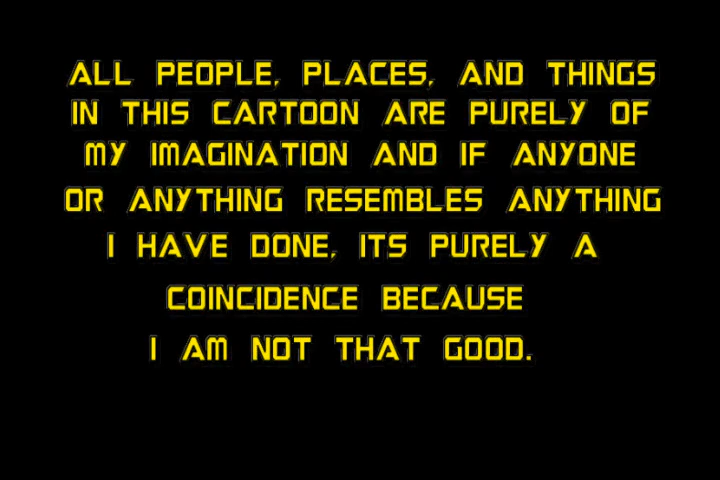 ALL PEOPLE, PLACES, AND THINGS
IN THIS CARTOON ARE PURELY OF
MY IMAGINATION AND IF ANYONE
OR ANYTHING RESEMBLES ANYTHING
I HAVE DONE, ITS PURELY A
COINCIDENCE BECAUSE
I AM NOT THAT GOOD.